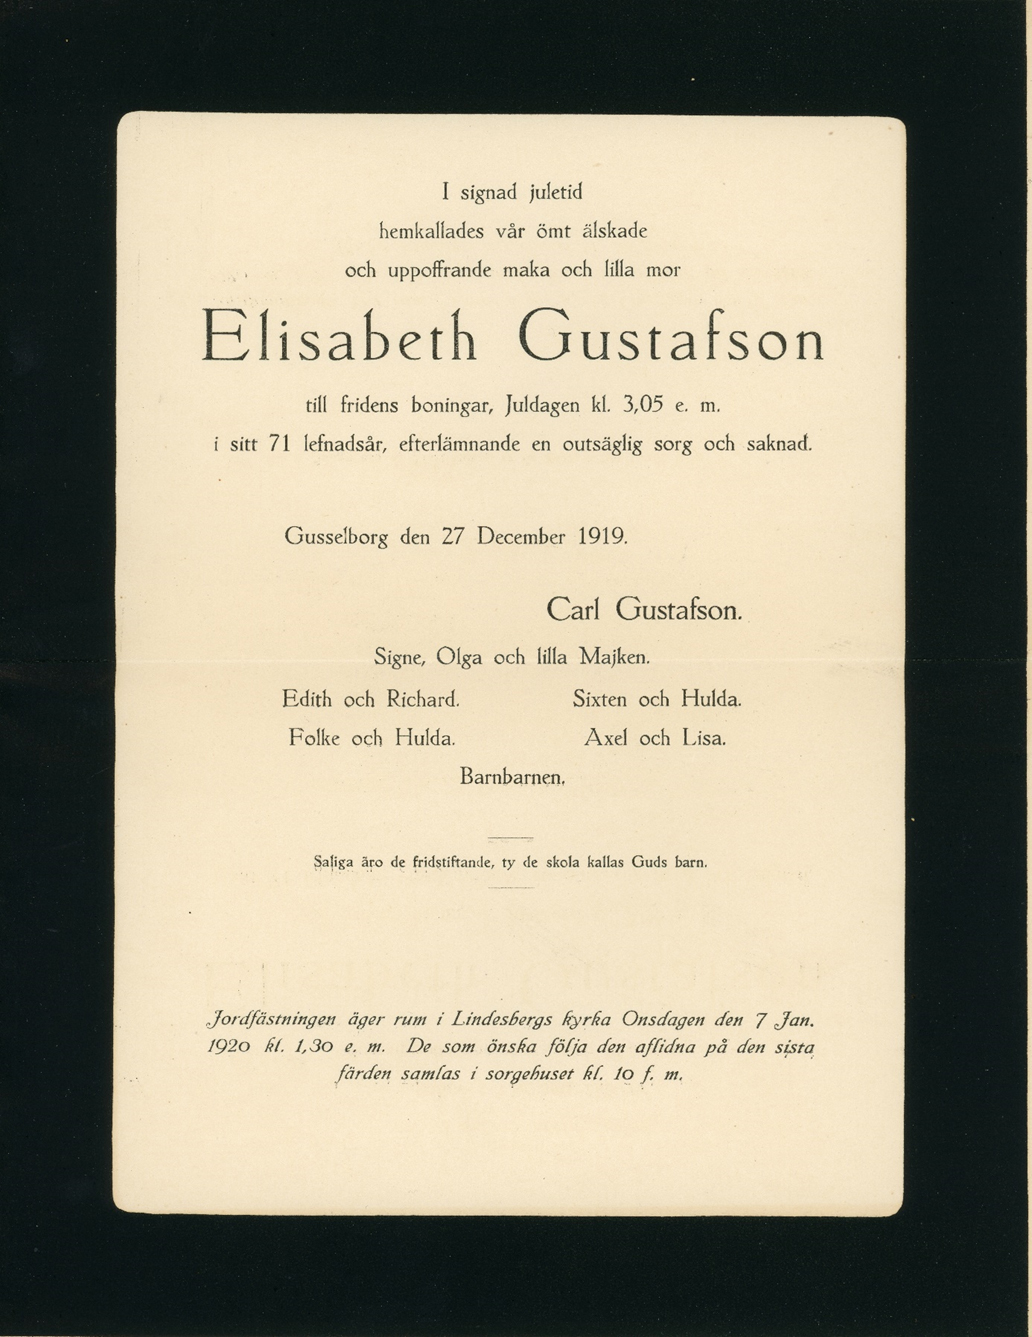 I signad juletid
hemkallades vår ömt älskade
och uppoffrande maka och lilla mor
Elisabeth Gustafson
till fridens boningar, Juldagen kl. 3,05 e. m.
i sitt 71 lefnadsår, efterlämnande en outsäglig sorg och saknad.
Gusselborg den 27 December 1919.
Carl Gustafson.
Signe, Olga och lilla Majken.
Edith och Richard. Sixten och Hulda.
Folke och Hulda. Axel och Lisa.
Barnbarnen.
Saliga äro de fridstiftande, ty de skola kallas Guds barn.
Jordfästningen äger rum i Lindesbergs kyrka Onsdagen den 7 Jan.
1920 kl. 1,30 e. m. De som önska följa den aflidna på den sista
färden samlas i sorgehuset kl. 10 f. m.